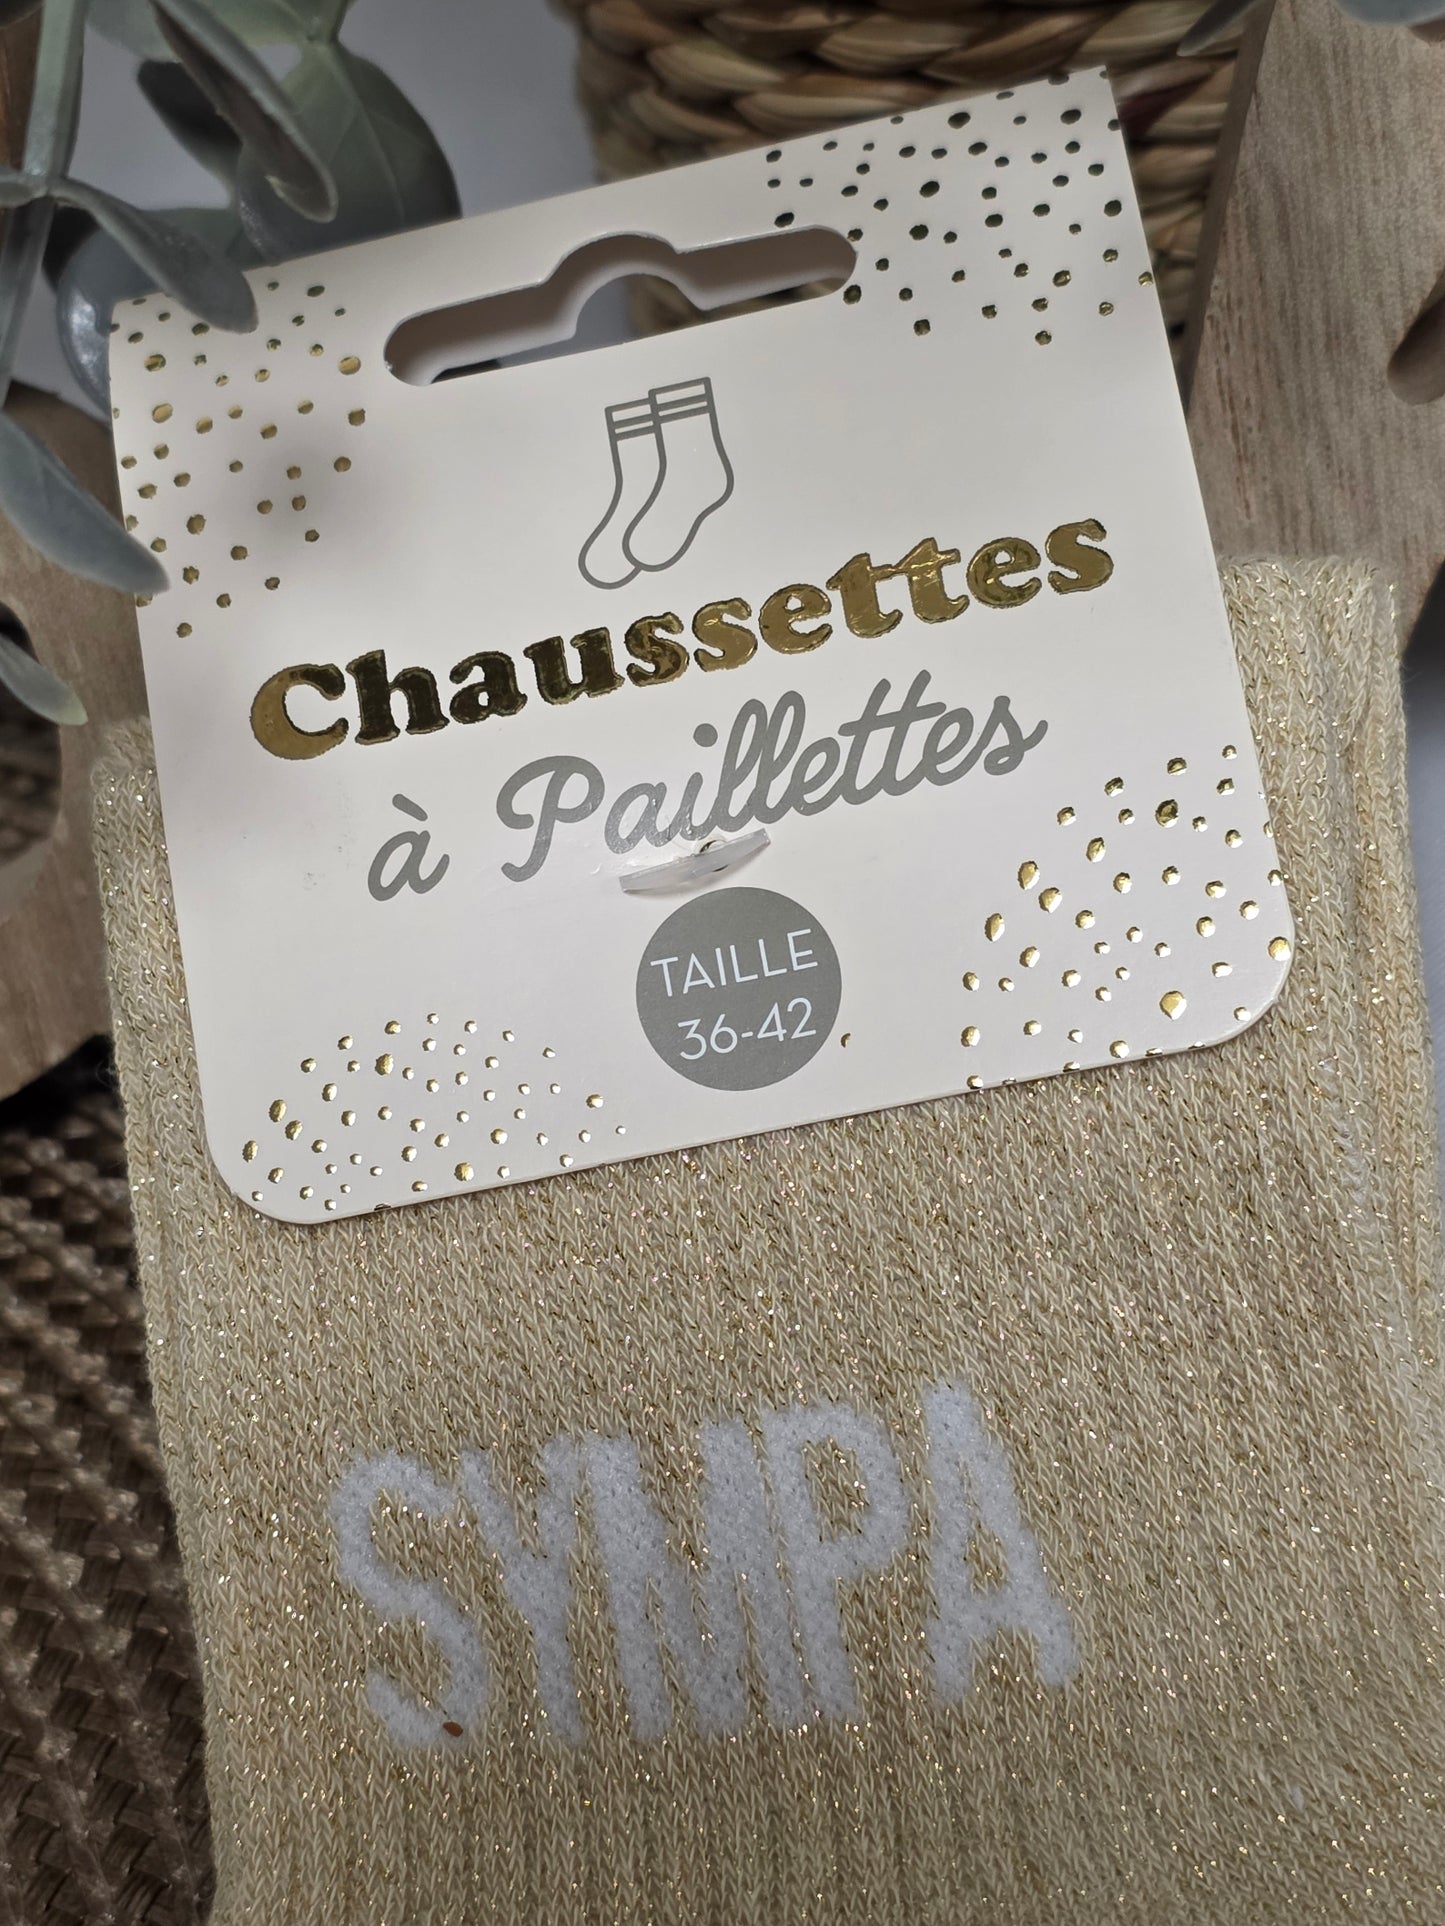 Chaussettes
à Paillettes
TAILLE
36-42
SYMPA